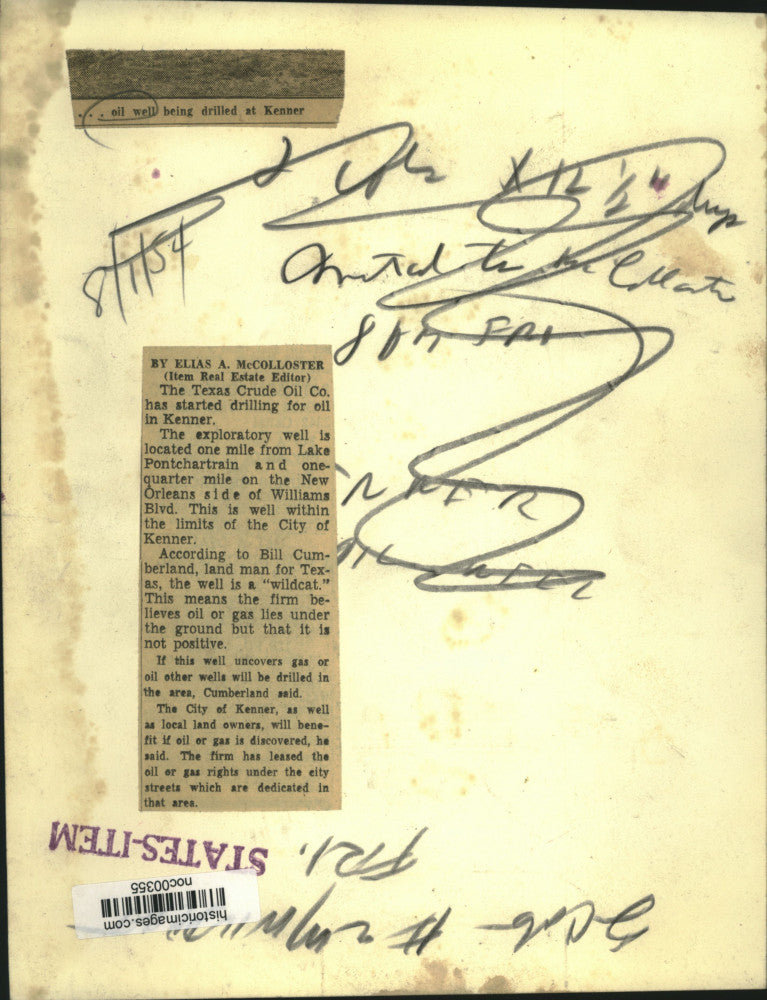 . . . oil well being drilled at Kenner
8/1/54
8 PM FRI
BY ELIAS A. McCOLLOSTER
(Item Real Estate Editor)
The Texas Crude Oil Co.
has started drilling for oil
in Kenner.
The exploratory well is
located one mile from Lake
Pontchartrain and one-
quarter mile on the New
Orleans side of Williams
Blvd. This is well within
the limits of the City of
Kenner.
According to Bill Cum-
berland, land man for Tex-
as, the well is a "wildcat."
This means the firm be-
lieves oil or gas lies under
the ground but that it is
not positive.
If this well uncovers gas or
oil other wells will be drilled in
the area, Cumberland said.
The City of Kenner, as well
as local land owners, will bene-
fit if oil or gas is discovered, he
said. The firm has leased the
oil or gas rights under the city
streets which are dedicated in
that area.
STATES-ITEM
FRI.
historicimages.com
noc00355